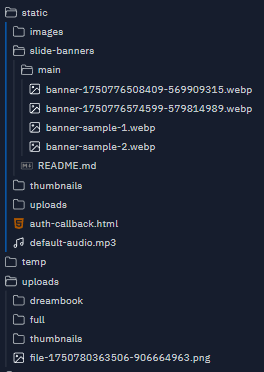 static
images
slide-banners
main
banner-1750776508409-569909315.webp
banner-1750776574599-579814989.webp
banner-sample-1.webp
banner-sample-2.webp
README.md
thumbnails
uploads
auth-callback.html
default-audio.mp3
temp
uploads
dreambook
full
thumbnails
file-1750780363506-906664963.png